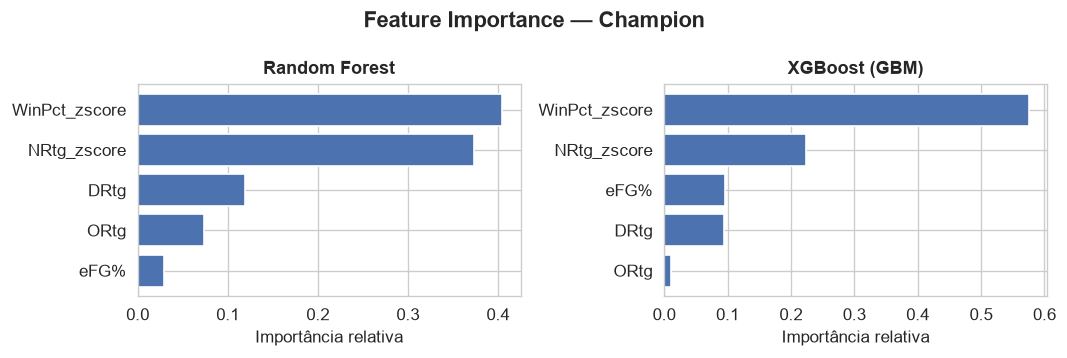 Feature Importance — Champion
Random Forest
WinPct_zscore
NRtg_zscore
DRtg
ORtg
eFG%
0.0 0.1 0.2 0.3 0.4
Importância relativa
XGBoost (GBM)
WinPct_zscore
NRtg_zscore
eFG%
DRtg
ORtg
0.0 0.1 0.2 0.3 0.4 0.5 0.6
Importância relativa